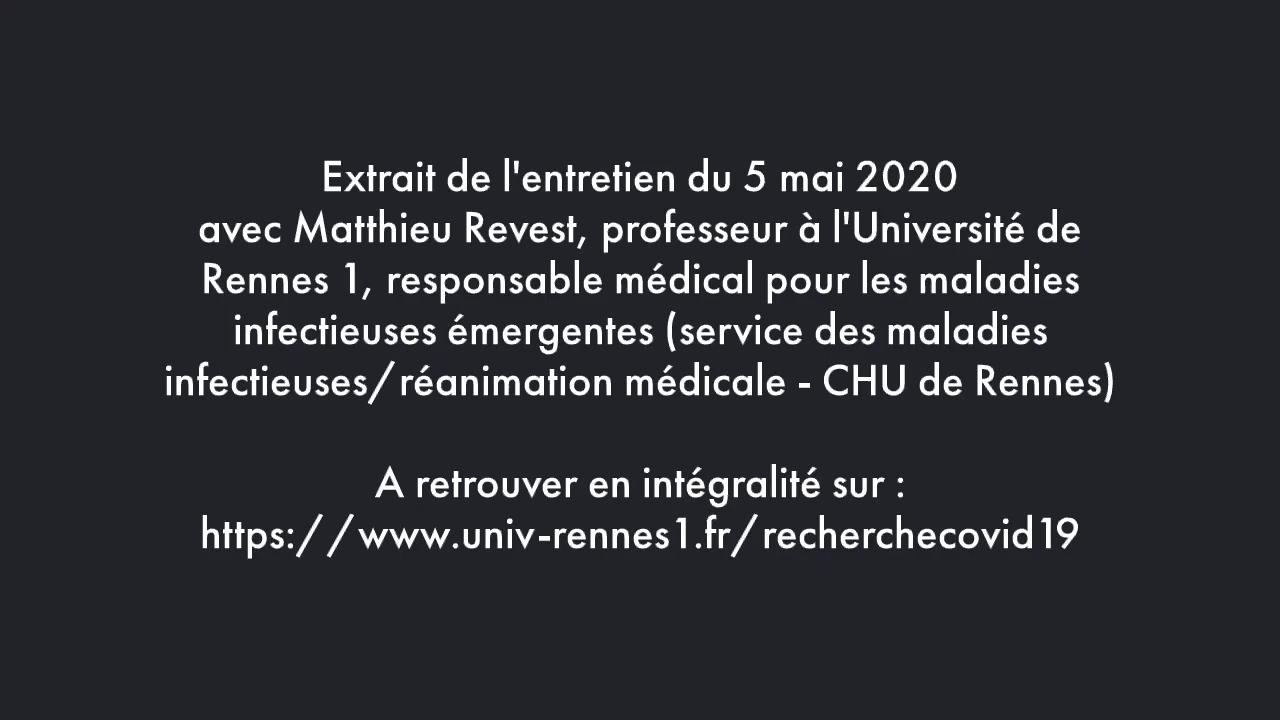 Extrait de l'entretien du 5 mai 2020
avec Matthieu Revest, professeur à l'Université de
Rennes 1, responsable médical pour les maladies
infectieuses émergentes (service des maladies
infectieuses/réanimation médicale - CHU de Rennes)
A retrouver en intégralité sur :
https://www.univ-rennes1.fr/recherchecovid19